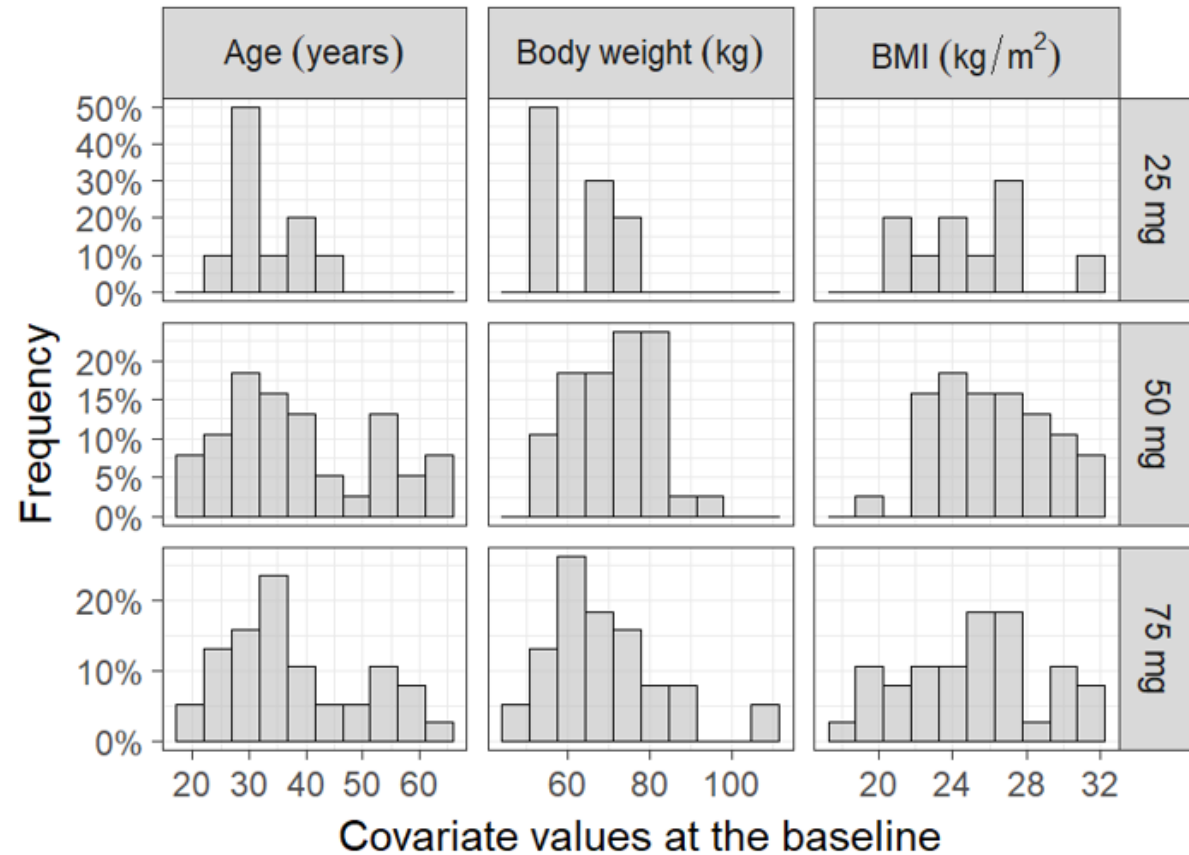 Age (years)
Body weight (kg)
BMI (kg/m²)
50%
40%
30%
20%
10%
0%
25 mg
20%
15%
10%
5%
0%
50 mg
20%
10%
0%
75 mg
Frequency
20 30 40 50 60
60 80 100
20 24 28 32
Covariate values at the baseline